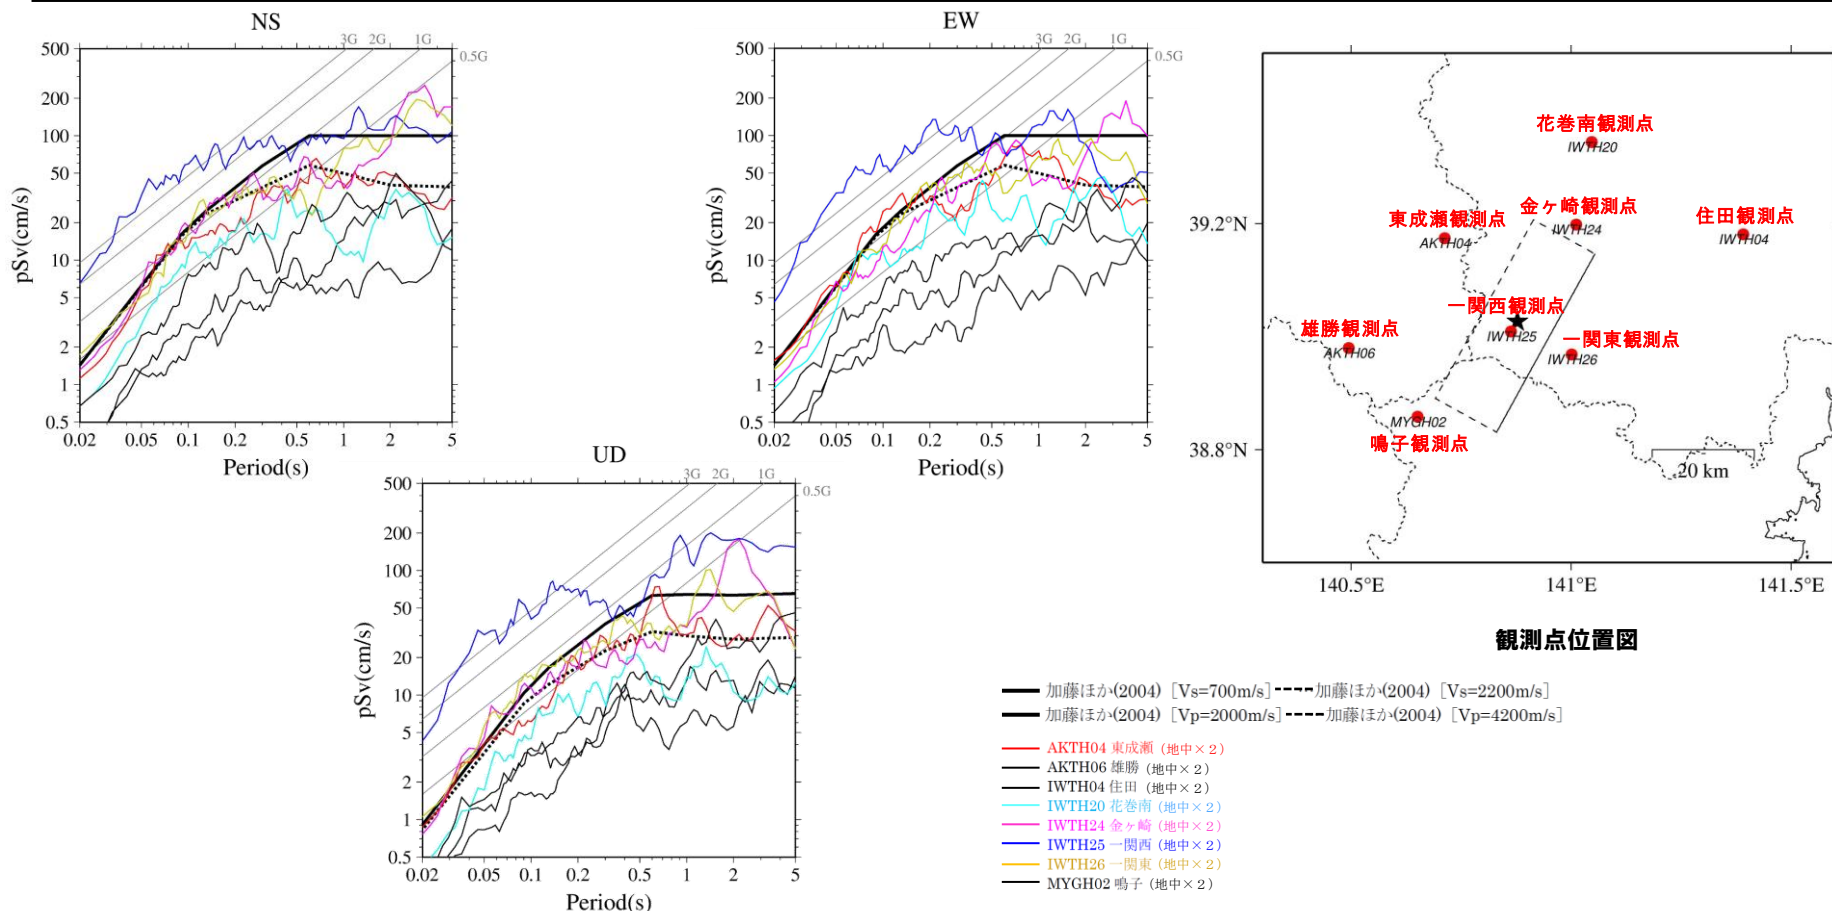 NS
3G 2G 1G
0.5G
500
200
100
50
20
10
5
2
1
0.5
pSv(cm/s)
0.02 0.05 0.1 0.2 0.5 1 2 5
Period(s)
EW
3G 2G 1G
0.5G
500
200
100
50
20
10
5
2
1
0.5
pSv(cm/s)
0.02 0.05 0.1 0.2 0.5 1 2 5
Period(s)
UD
3G 2G 1G
0.5G
500
200
100
50
20
10
5
2
1
0.5
pSv(cm/s)
0.02 0.05 0.1 0.2 0.5 1 2 5
Period(s)
花巻南観測点
IWTH20
金ヶ崎観測点
IWTH24
東成瀬観測点
AKTH04
住田観測点
IWTH04
39.2°N
一関西観測点
IWTH25
雄勝観測点
AKTH06
一関東観測点
IWTH26
MYGH02
鳴子観測点
38.8°N
20 km
140.5°E 141°E 141.5°E
観測点位置図
加藤ほか(2004)［Vs=700m/s］ 加藤ほか(2004)［Vs=2200m/s］
加藤ほか(2004)［Vp=2000m/s］ 加藤ほか(2004)［Vp=4200m/s］
AKTH04 東成瀬（地中×２）
AKTH06 雄勝（地中×２）
IWTH04 住田（地中×２）
IWTH20 花巻南（地中×２）
IWTH24 金ヶ崎（地中×２）
IWTH25 一関西（地中×２）
IWTH26 一関東（地中×２）
MYGH02 鳴子（地中×２）